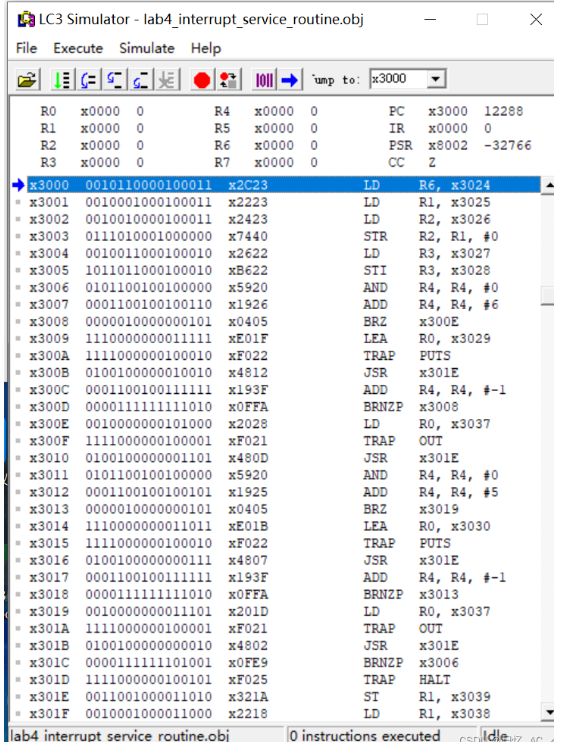 LC3 Simulator - lab4_interrupt_service_routine.obj
File Execute Simulate Help
Jump to: x3000
R0 x0000 0 R4 x0000 0 PC x3000 12288
R1 x0000 0 R5 x0000 0 IR x0000 0
R2 x0000 0 R6 x0000 0 PSR x8002 -32766
R3 x0000 0 R7 x0000 0 CC Z
x3000 0010110000100011 x2C23 LD R6, x3024
x3001 0010001000100011 x2223 LD R1, x3025
x3002 0010010000100011 x2423 LD R2, x3026
x3003 0111010001000000 x7440 STR R2, R1, #0
x3004 0010011000100010 x2622 LD R3, x3027
x3005 1011011000100010 xB622 STI R3, x3028
x3006 0101100100100000 x5920 AND R4, R4, #0
x3007 0001100100100110 x1926 ADD R4, R4, #6
x3008 0000010000000101 x0405 BRZ x300E
x3009 1110000000011111 xE01F LEA R0, x3029
x300A 1111000000100010 xF022 TRAP PUTS
x300B 0100100000010010 x4812 JSR x301E
x300C 0001100100111111 x193F ADD R4, R4, #-1
x300D 0000111111111010 x0FFA BRNZP x3008
x300E 0010000000101000 x2028 LD R0, x3037
x300F 1111000000100001 xF021 TRAP OUT
x3010 0100100000001101 x480D JSR x301E
x3011 0101100100100000 x5920 AND R4, R4, #0
x3012 0001100100100101 x1925 ADD R4, R4, #5
x3013 0000010000000101 x0405 BRZ x3019
x3014 1110000000011011 xE01B LEA R0, x3030
x3015 1111000000100010 xF022 TRAP PUTS
x3016 0100100000000111 x4807 JSR x301E
x3017 0001100100111111 x193F ADD R4, R4, #-1
x3018 0000111111111010 x0FFA BRNZP x3013
x3019 0010000000011101 x201D LD R0, x3037
x301A 1111000000100001 xF021 TRAP OUT
x301B 0100100000000010 x4802 JSR x301E
x301C 0000111111101001 x0FE9 BRNZP x3006
x301D 1111000000100101 xF025 TRAP HALT
x301E 0011001000011010 x321A ST R1, x3039
x301F 0010001000011000 x2218 LD R1, x3038
lab4_interrupt_service_routine.obj 0 instructions executed Idle